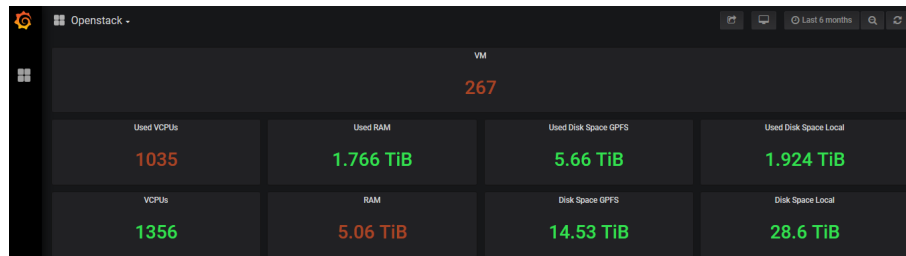 Openstack
Last 6 months
VM
267
Used VCPUs
Used RAM
Used Disk Space GPFS
Used Disk Space Local
1035
1.766 TiB
5.66 TiB
1.924 TiB
VCPUs
RAM
Disk Space GPFS
Disk Space Local
1356
5.06 TiB
14.53 TiB
28.6 TiB